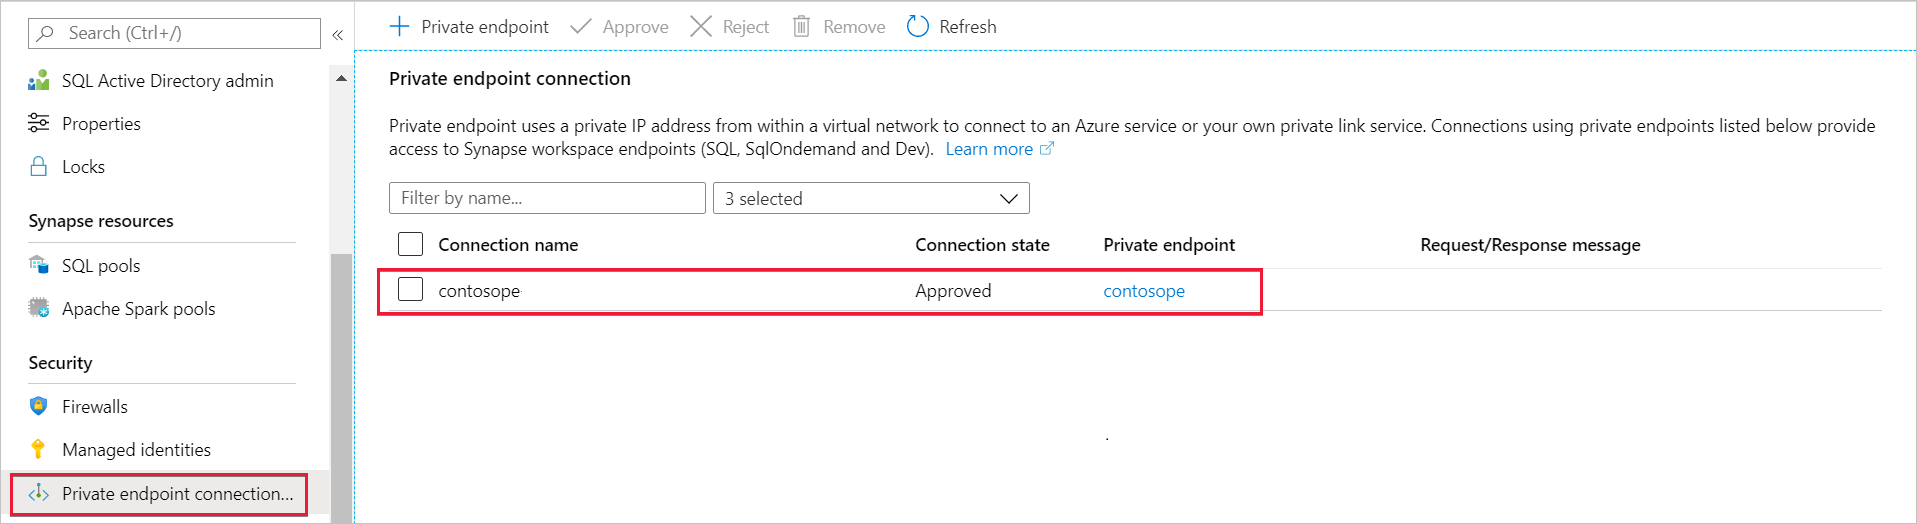 Search (Ctrl+/)
«
SQL Active Directory admin
Properties
Locks
Synapse resources
SQL pools
Apache Spark pools
Security
Firewalls
Managed identities
Private endpoint connection...
Private endpoint
Approve
Reject
Remove
Refresh
Private endpoint connection
Private endpoint uses a private IP address from within a virtual network to connect to an Azure service or your own private link service. Connections using private endpoints listed below provide
access to Synapse workspace endpoints (SQL, SqlOndemand and Dev). Learn more
Filter by name...
3 selected
Connection name Connection state Private endpoint Request/Response message
contosope Approved contosope